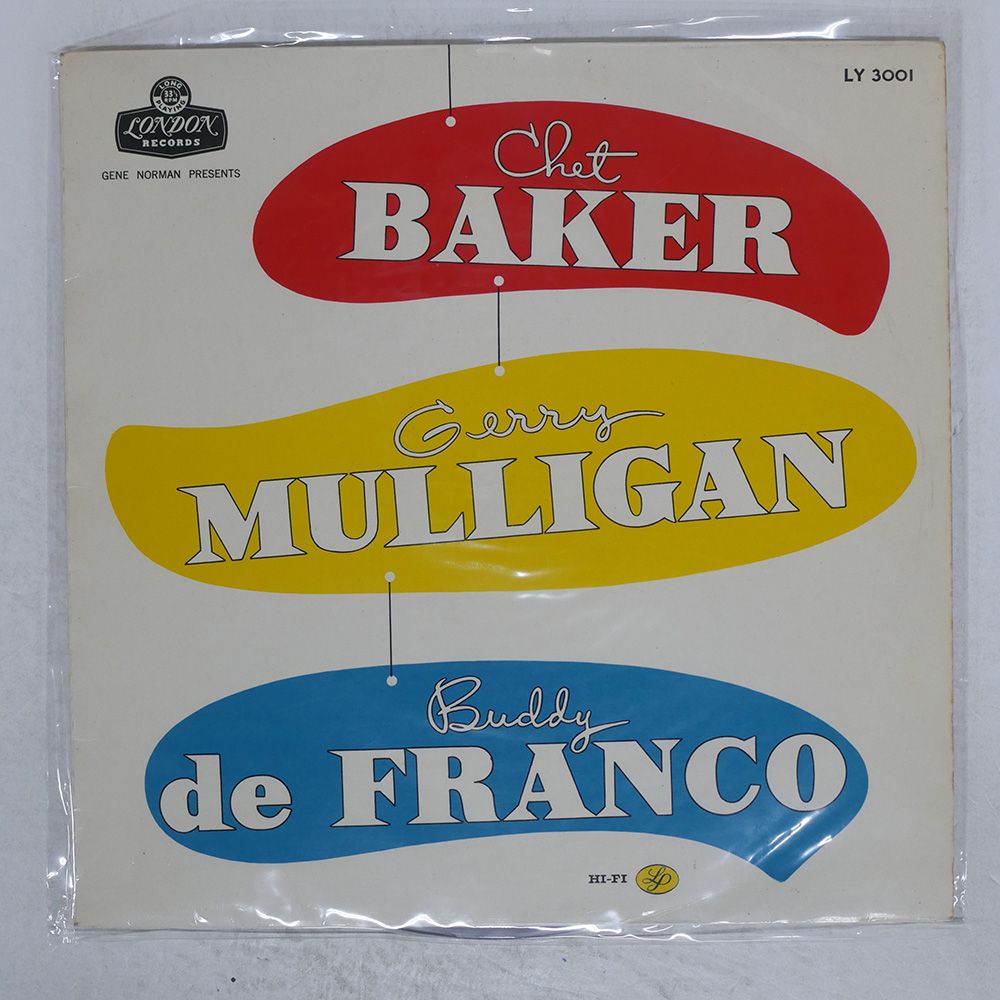 LY 3001
LONG
33⅓
RPM
PLAYING
LONDON
RECORDS
GENE NORMAN PRESENTS
Chet
BAKER
Gerry
MULLIGAN
Buddy
de FRANCO
HI-FI LP